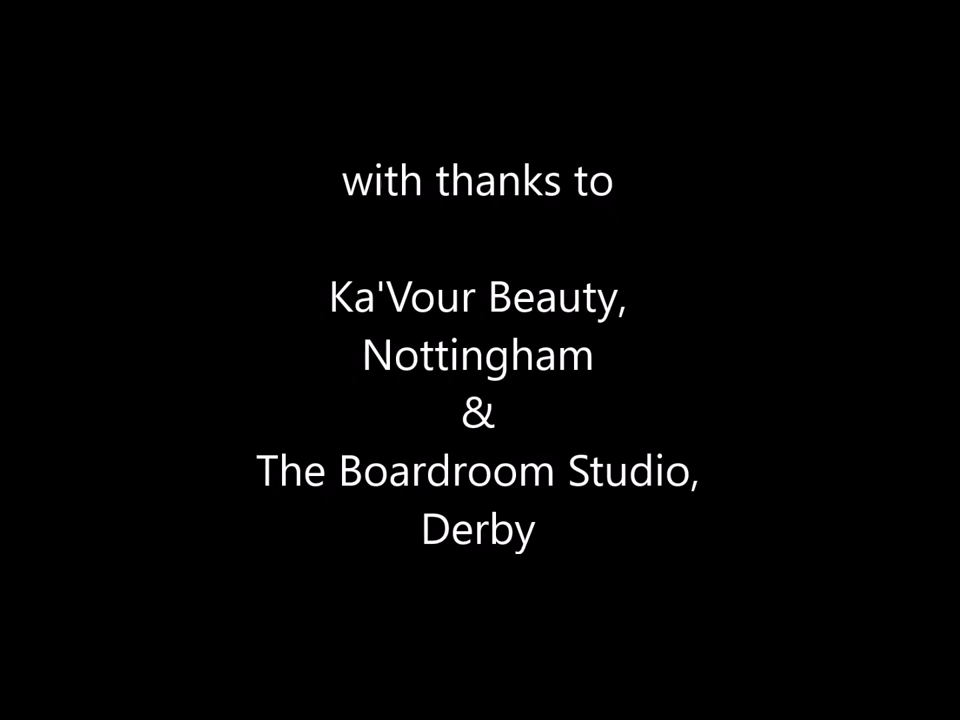 with thanks to
Ka'Vour Beauty,
Nottingham
&
The Boardroom Studio,
Derby